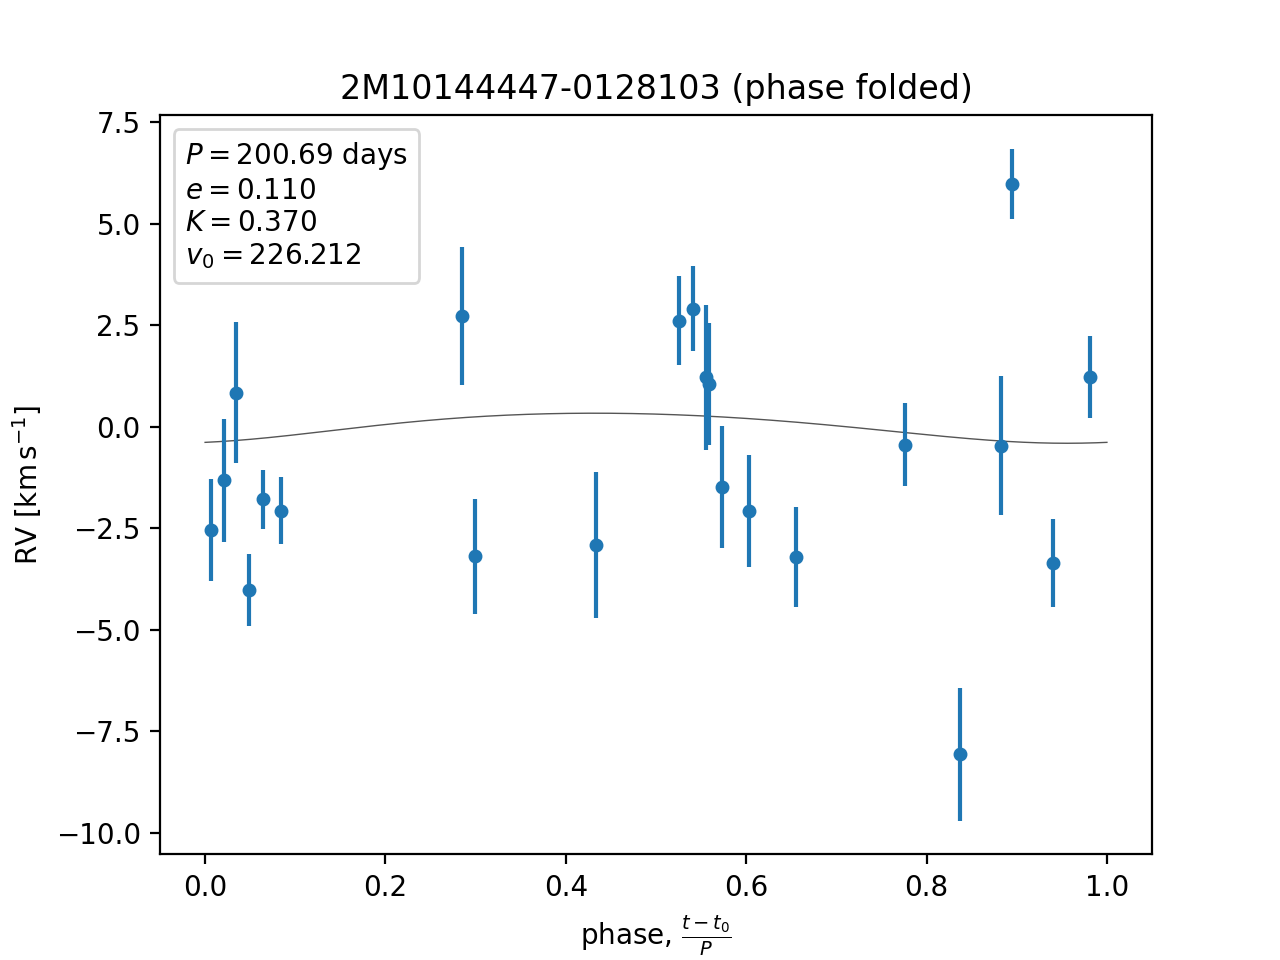 2M10144447-0128103 (phase folded)
P = 200.69 days
e = 0.110
K = 0.370
v₀ = 226.212
RV [km s⁻¹]
7.5
5.0
2.5
0.0
−2.5
−5.0
−7.5
−10.0
0.0 0.2 0.4 0.6 0.8 1.0
phase, (t − t₀)/P